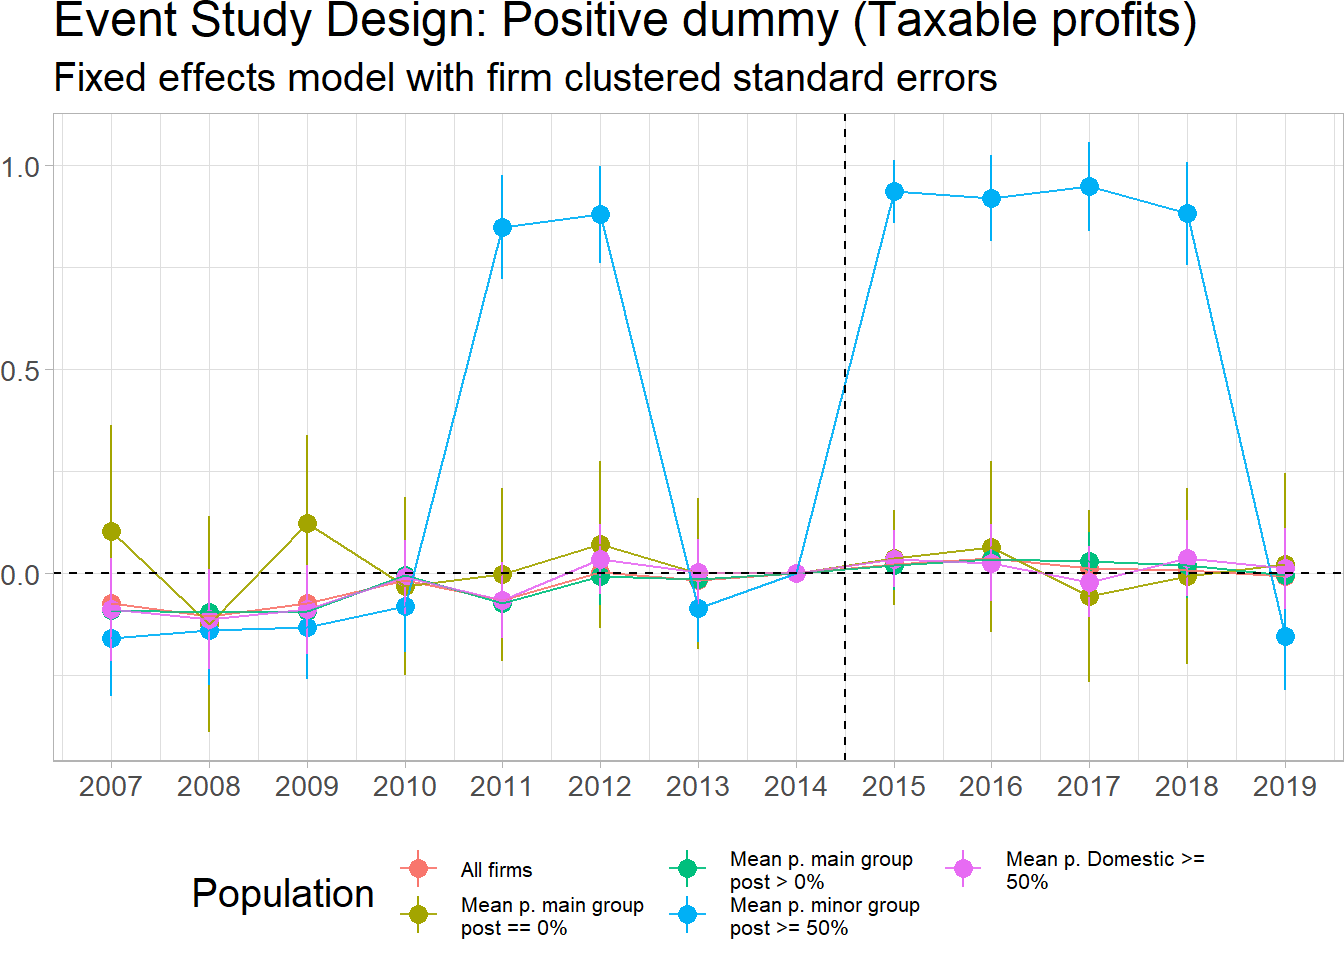 Event Study Design: Positive dummy (Taxable profits)
Fixed effects model with firm clustered standard errors
1.0
0.5
0.0
2007 2008 2009 2010 2011 2012 2013 2014 2015 2016 2017 2018 2019
Population
All firms
Mean p. main group
post == 0%
Mean p. main group
post > 0%
Mean p. minor group
post >= 50%
Mean p. Domestic >=
50%